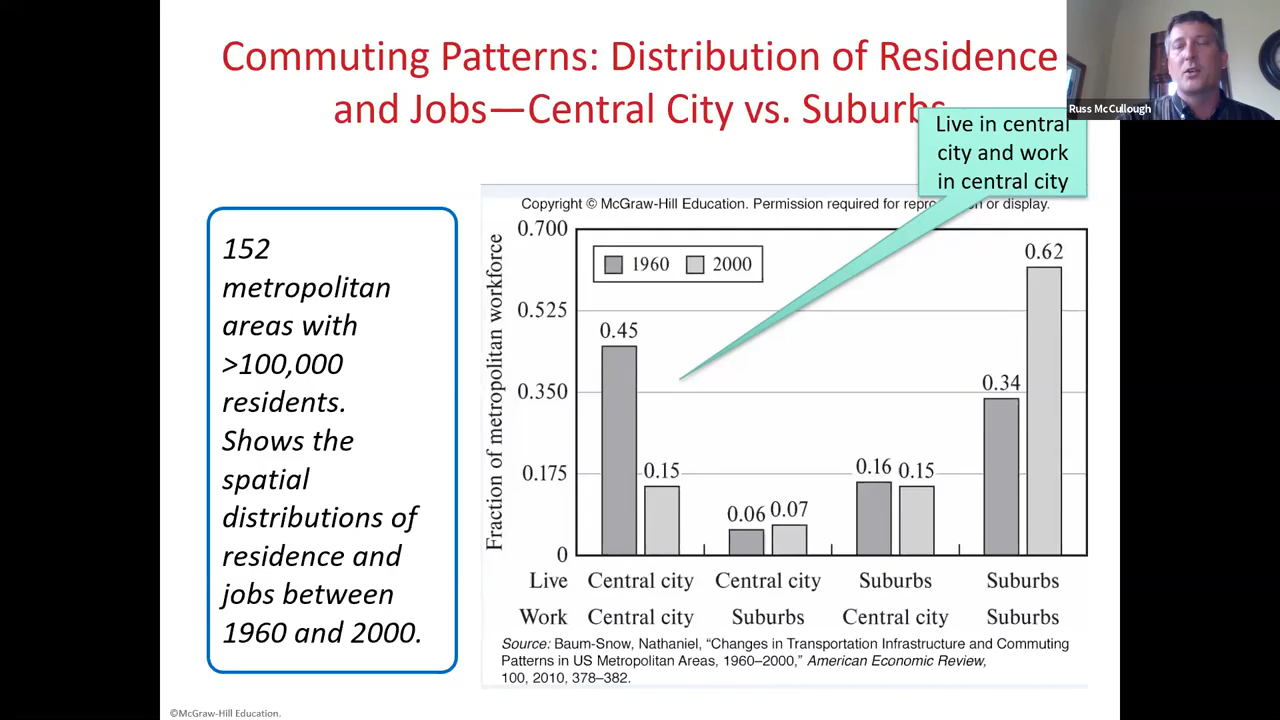 Commuting Patterns: Distribution of Residence
and Jobs—Central City vs. Suburbs
Russ McCullough
Live in central
city and work
in central city
152
metropolitan
areas with
>100,000
residents.
Shows the
spatial
distributions of
residence and
jobs between
1960 and 2000.
Copyright © McGraw-Hill Education. Permission required for or display.
Fraction of metropolitan workforce
0.700
0.525
0.350
0.175
0
1960 2000
0.45
0.15
0.06
0.07
0.16
0.15
0.34
0.62
Live Central city Central city Suburbs Suburbs
Work Central city Suburbs Central city Suburbs
Source: Baum-Snow, Nathaniel, “Changes in Transportation Infrastructure and Commuting
Patterns in US Metropolitan Areas, 1960–2000,” American Economic Review,
100, 2010, 378–382.
©McGraw-Hill Education.